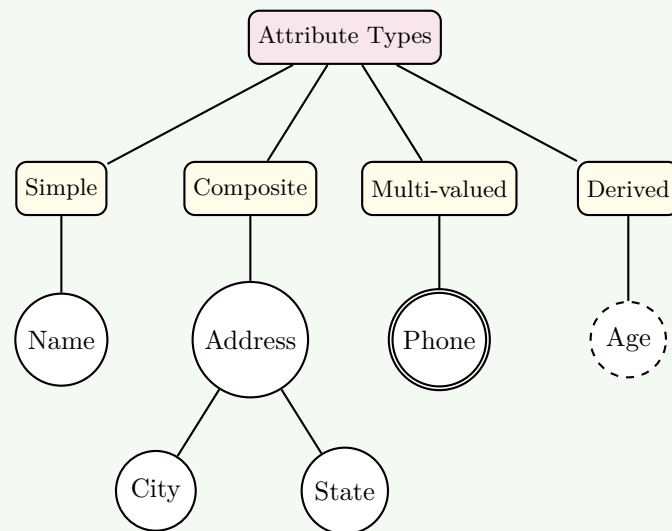 Attribute Types
Simple
Composite
Multi-valued
Derived
Name
Address
Phone
Age
City
State